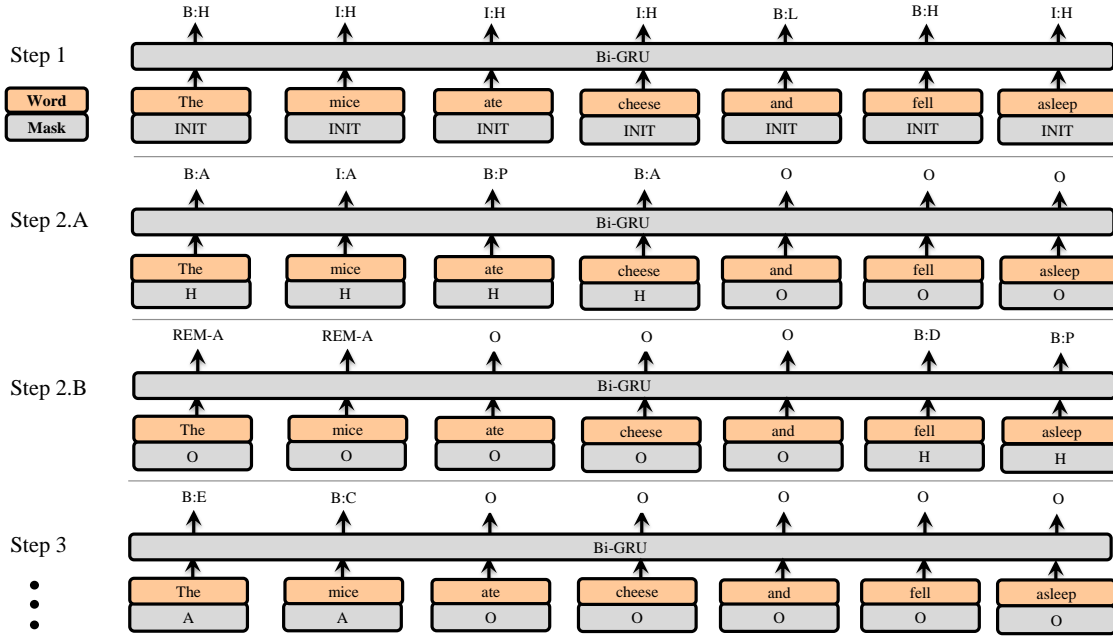 B:H I:H I:H I:H B:L B:H I:H
Step 1
Bi-GRU
Word The mice ate cheese and fell asleep
Mask INIT INIT INIT INIT INIT INIT INIT
B:A I:A B:P B:A O O O
Step 2.A
Bi-GRU
The mice ate cheese and fell asleep
H H H H O O O
REM-A REM-A O O O B:D B:P
Step 2.B
Bi-GRU
The mice ate cheese and fell asleep
O O O O O H H
B:E B:C O O O O O
Step 3
Bi-GRU
The mice ate cheese and fell asleep
A A O O O O O